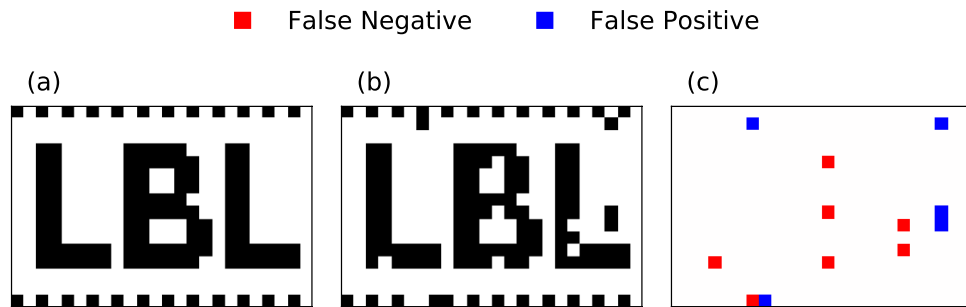 False Negative False Positive
(a) (b) (c)
LBL LBL